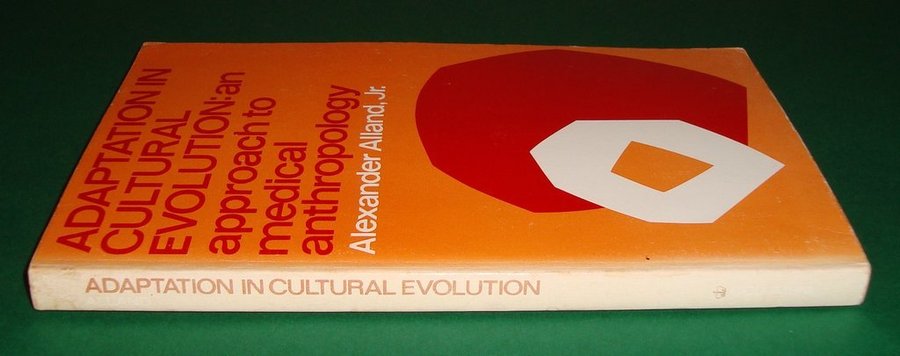 ADAPTATION IN
CULTURAL
EVOLUTION: an
approach to
medical
anthropology
Alexander Alland, Jr.
ADAPTATION IN CULTURAL EVOLUTION